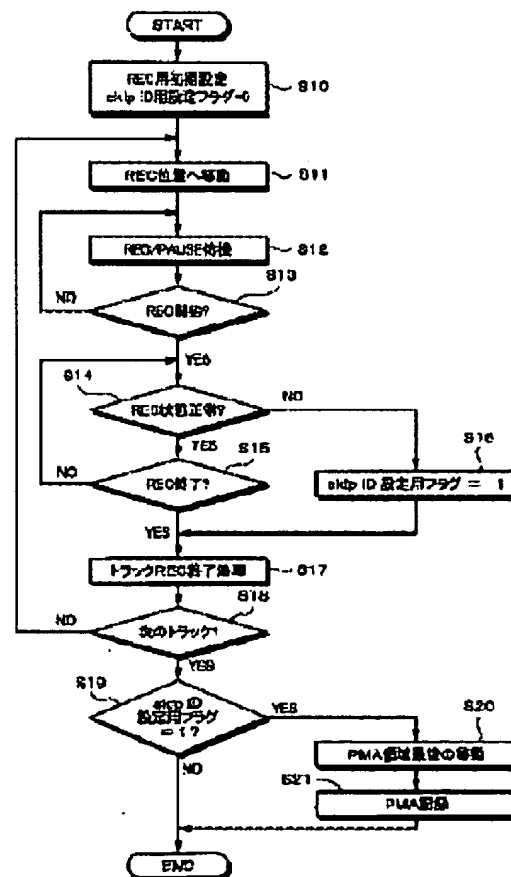 START
REC用初期設定
skip ID用設定フラグ=0
S10
REC位置へ移動
S11
REC/PAUSE待機
S12
S13
REC開始?
NO
YES
S14
REC状態正常?
NO
YES
S15
S16
REC終了?
NO
skip ID 設定用フラグ = 1
YES
トラックREC終了処理
S17
S18
NO
YES
S19
skip ID
設定用フラグ
= 1?
YES
S20
PMA領域最後の移動
NO
S21
PMA記録
END